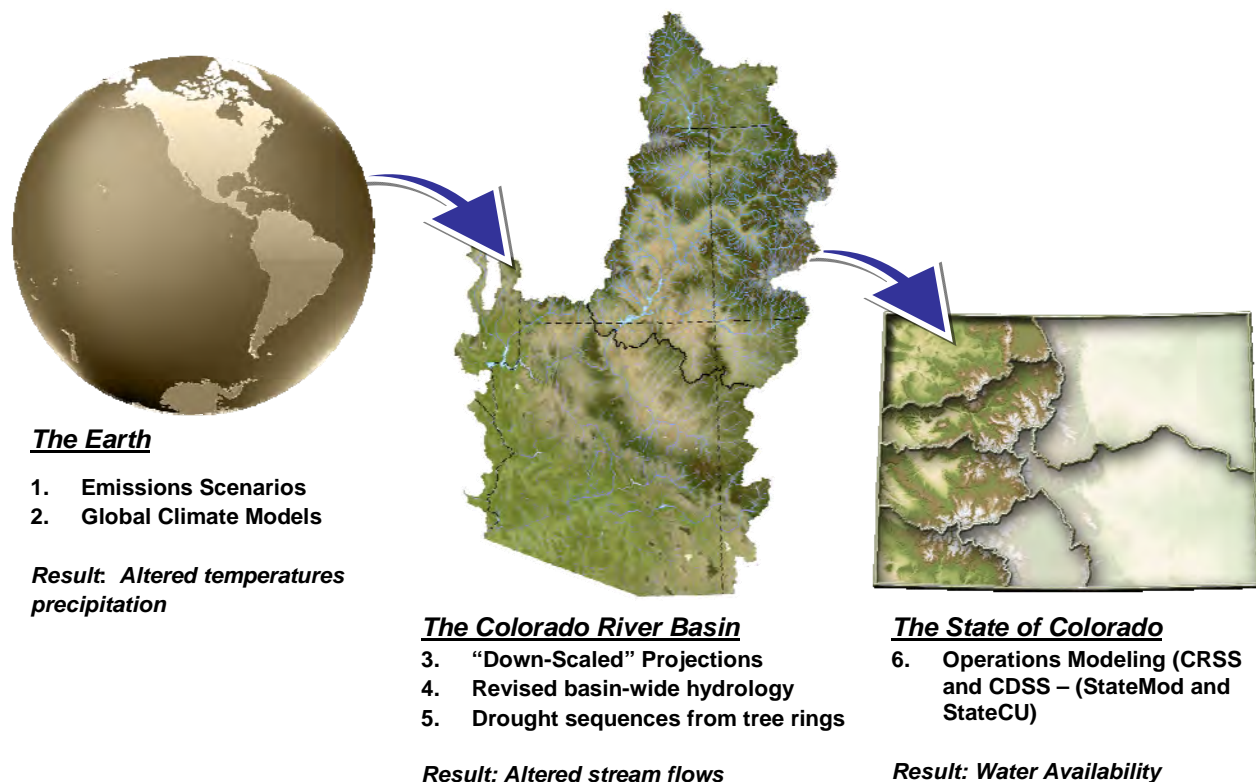 The Earth
1. Emissions Scenarios
2. Global Climate Models
Result: Altered temperatures
precipitation
The Colorado River Basin
3. “Down-Scaled” Projections
4. Revised basin-wide hydrology
5. Drought sequences from tree rings
Result: Altered stream flows
The State of Colorado
6. Operations Modeling (CRSS
and CDSS – (StateMod and
StateCU)
Result: Water Availability